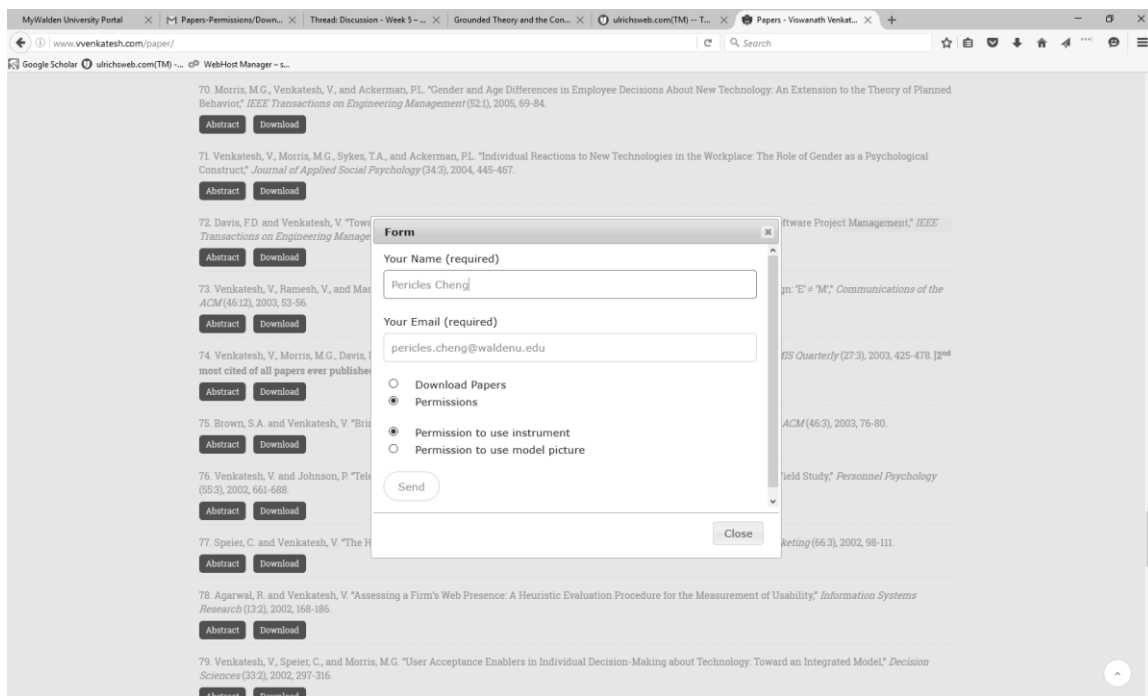 MyWalden University Portal
Papers-Permissions/Down...
Thread: Discussion - Week 5 – ...
Grounded Theory and the Con...
ulrichsweb.com(TM) -- T...
Papers - Viswanath Venkat...
www.vvenkatesh.com/paper/
Search
Google Scholar ulrichsweb.com(TM) -... WebHost Manager – s...
70. Morris, M.G., Venkatesh, V., and Ackerman, P.L. "Gender and Age Differences in Employee Decisions About New Technology: An Extension to the Theory of Planned
Behavior," IEEE Transactions on Engineering Management (52:1), 2005, 69-84.
Abstract Download
71. Venkatesh, V., Morris, M.G., Sykes, T.A., and Ackerman, P.L. "Individual Reactions to New Technologies in the Workplace: The Role of Gender as a Psychological
Construct," Journal of Applied Social Psychology (34:3), 2004, 445-467.
Abstract Download
72. Davis, F.D. and Venkatesh, V. "Towa
ftware Project Management," IEEE
Transactions on Engineering Manage
Abstract Download
73. Venkatesh, V., Ramesh, V., and Mas
gn: 'E' ≠ 'M'," Communications of the
ACM (46:12), 2003, 53-56.
Abstract Download
74. Venkatesh, V., Morris, M.G., Davis,
MIS Quarterly (27:3), 2003, 425-478. [2nd
most cited of all papers ever publishe
Abstract Download
75. Brown, S.A. and Venkatesh, V. "Brin
ACM (46:3), 2003, 76-80.
Abstract Download
76. Venkatesh, V. and Johnson, P. "Tele
ield Study," Personnel Psychology
(55:3), 2002, 661-688.
Abstract Download
77. Speier, C. and Venkatesh, V. "The H
keting (66:3), 2002, 98-111.
Abstract Download
78. Agarwal, R. and Venkatesh, V. "Assessing a Firm's Web Presence: A Heuristic Evaluation Procedure for the Measurement of Usability," Information Systems
Research (13:2), 2002, 168-186.
Abstract Download
79. Venkatesh, V., Speier, C., and Morris, M.G. "User Acceptance Enablers in Individual Decision-Making about Technology: Toward an Integrated Model," Decision
Sciences (33:2), 2002, 297-316.
Abstract Download
Form
Your Name (required)
Pericles Cheng
Your Email (required)
pericles.cheng@waldenu.edu
Download Papers
Permissions
Permission to use instrument
Permission to use model picture
Send
Close